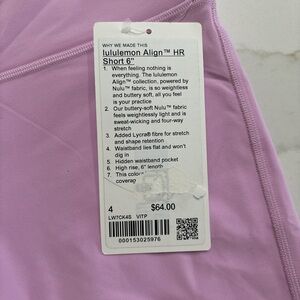 WHY WE MADE THIS
lululemon Align™ HR
Short 6"
1. When feeling nothing is
everything. The lululemon
Align™ collection, powered by
Nulu™ fabric, is so weightless
and buttery soft, all you feel
is your practice
2. Our buttery-soft Nulu™ fabric
feels weightlessly light and is
sweat-wicking and four-way
stretch
3. Added Lycra® fibre for stretch
and shape retention
4. Waistband lies flat and won't
dig in
5. Hidden waistband pocket
6. High rise, 6" length
7. This colou
coverag
4 $64.00
LW7CK4S VITP
000153025976